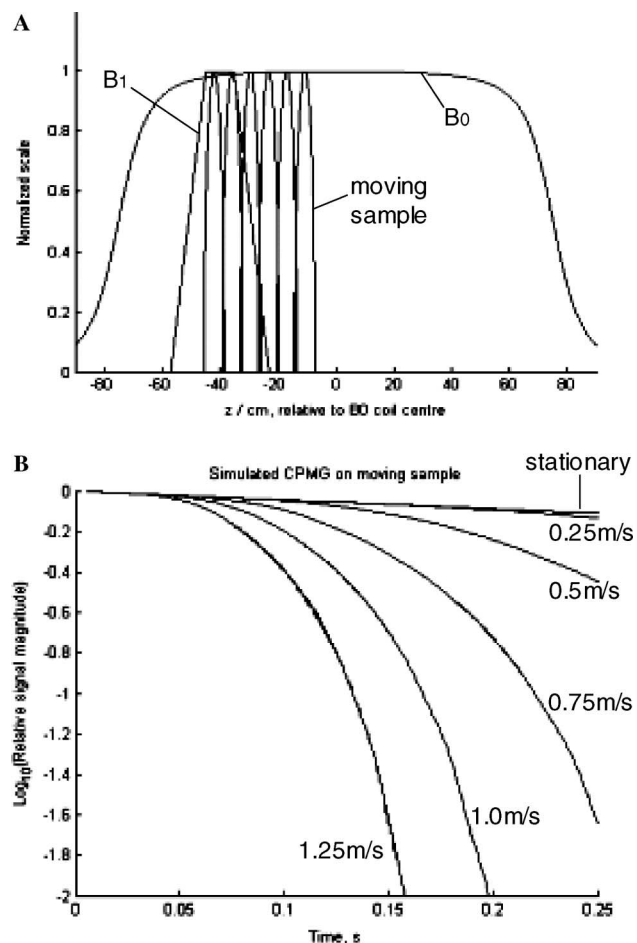 A
B1
B0
moving
sample
Normalized scale
1
0.8
0.6
0.4
0.2
0
-80
-60
-40
-20
0
20
40
60
80
z / cm, relative to B0 coil centre
B
Simulated CPMG on moving sample
stationary
0.25m/s
0.5m/s
0.75m/s
1.0m/s
1.25m/s
Log10[Relative signal magnitude]
0
-0.2
-0.4
-0.6
-0.8
-1
-1.2
-1.4
-1.6
-1.8
-2
0
0.05
0.1
0.15
0.2
0.25
Time, s